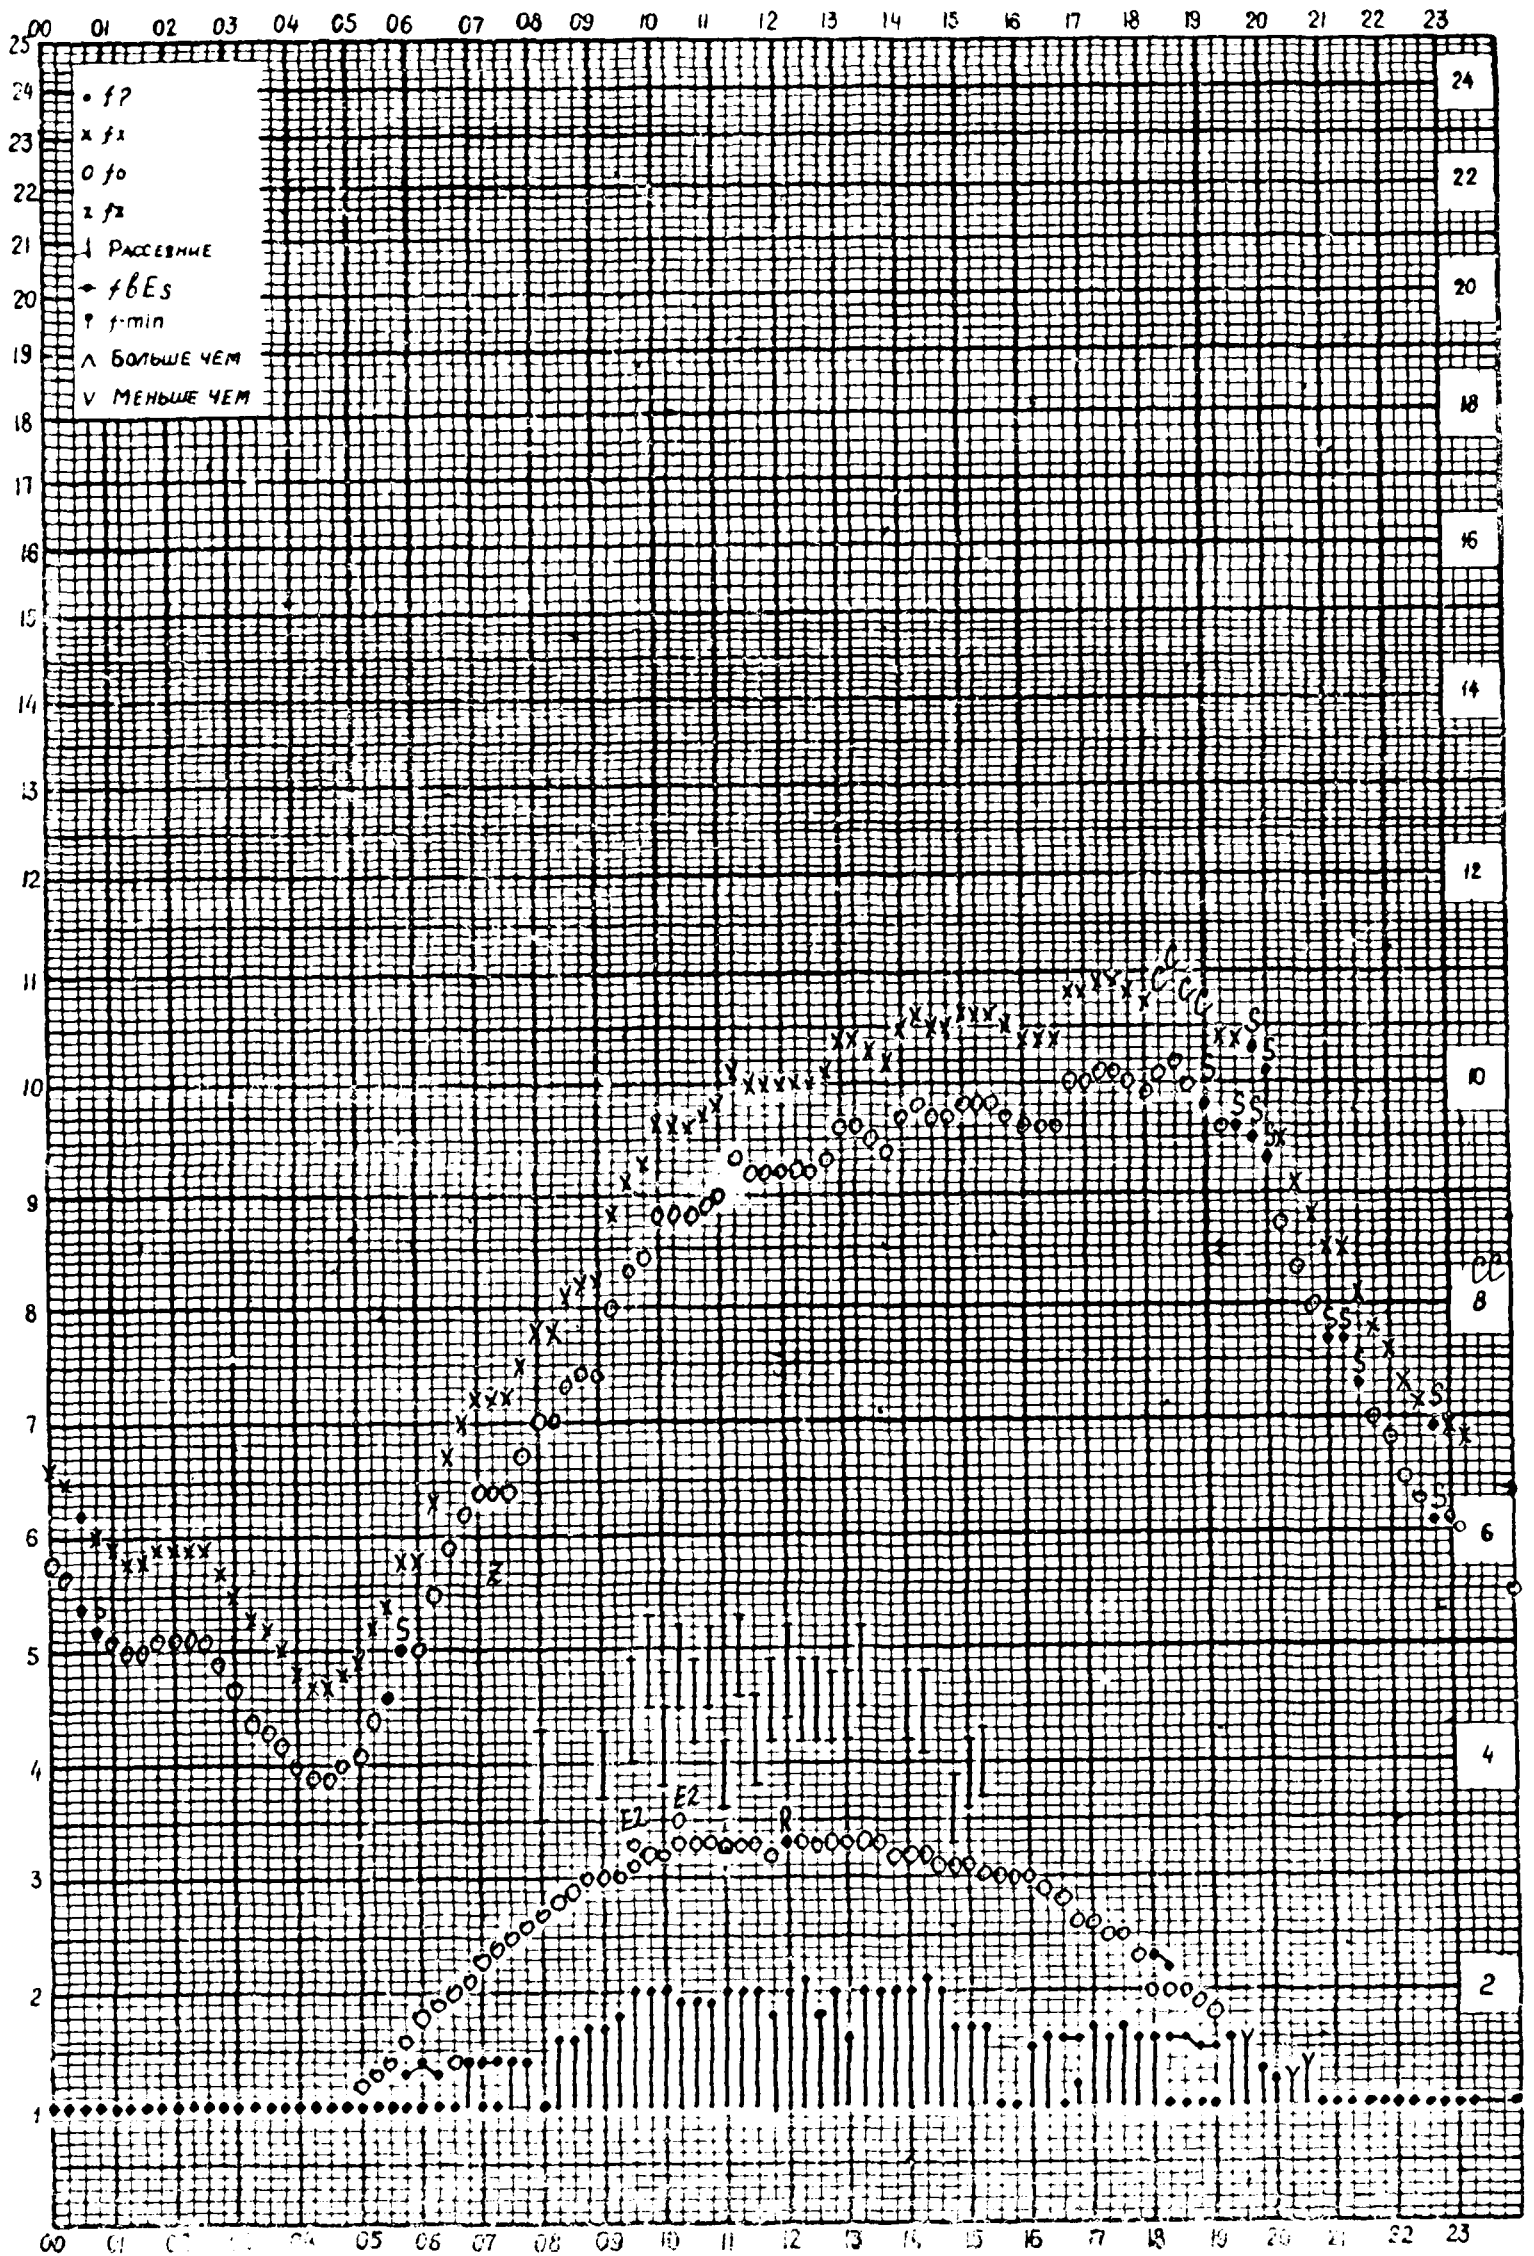 00 01 02 03 04 05 06 07 08 09 10 11 12 13 14 15 16 17 18 19 20 21 22 23
25
24 24
23
22 22
21
20 20
19
18 18
17
16 16
15
14 14
13
12 12
11
10 10
9
8 8
7
6 6
5
4 4
3
2 2
1
• f?
x fx
o fo
z fz
РАССЕЯНИЕ
fbEs
f-min
Λ БОЛЬШЕ ЧЕМ
V МЕНЬШЕ ЧЕМ
C C C C
S S
S S
S S S
CC
S S
S
S
S
S
S
Z
E2
E2
R
Y
Y Y
00 01 02 05 06 07 08 09 10 11 12 13 14 15 16 17 18 19 20 21 22 23